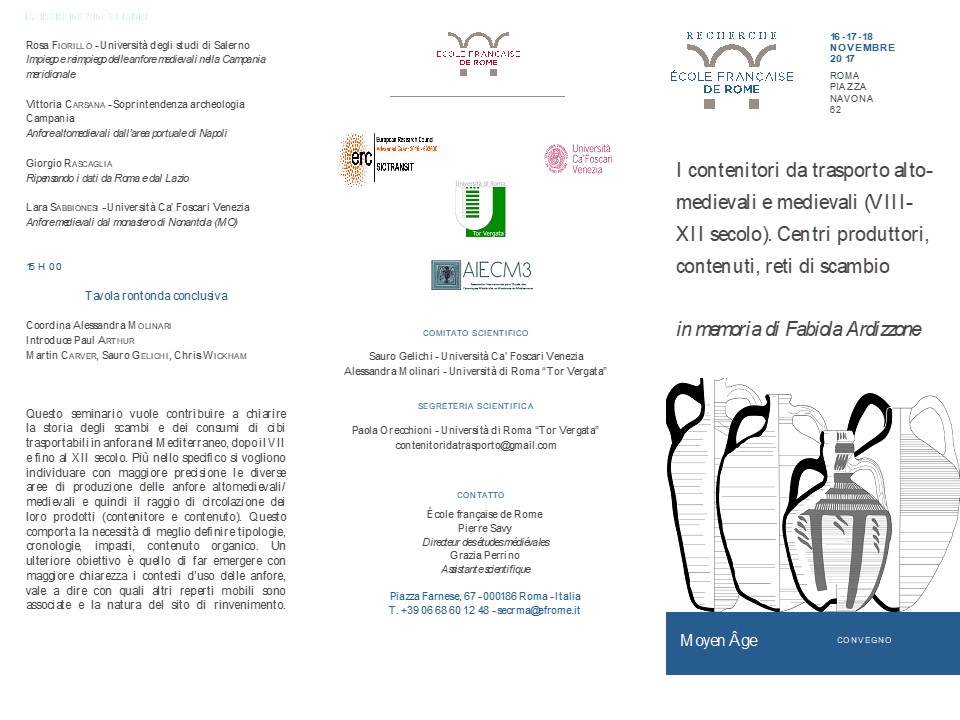 Rosa FIORILLO - Università degli studi di Salerno
Impiego e reimpiego delle anfore medievali nella Campania
meridionale
Vittoria CARSANA - Soprintendenza archeologia
Campania
Anfore altomedievali dall'area portuale di Napoli
Giorgio RASCAGLIA
Ripensando i dati da Roma e dal Lazio
Lara SABBIONESI - Università Ca' Foscari Venezia
Anfore medievali dal monastero di Nonantola (MO)
15H00
Tavola rontonda conclusiva
Coordina Alessandra MOLINARI
Introduce Paul ARTHUR
Martin CARVER, Sauro GELICHI, Chris WICKHAM
Questo seminario vuole contribuire a chiarire
la storia degli scambi e dei consumi di cibi
trasportabili in anfora nel Mediterraneo, dopo il VII
e fino al XII secolo. Più nello specifico si vogliono
individuare con maggiore precisione le diverse
aree di produzione delle anfore altomedievali/
medievali e quindi il raggio di circolazione dei
loro prodotti (contenitore e contenuto). Questo
comporta la necessità di meglio definire tipologie,
cronologie, impasti, contenuto organico. Un
ulteriore obiettivo è quello di far emergere con
maggiore chiarezza i contesti d'uso delle anfore,
vale a dire con quali altri reperti mobili sono
associate e la natura del sito di rinvenimento.
ÉCOLE FRANÇAISE
DE ROME
European Research Council
erc
SICTRANSIT
Università
Ca'Foscari
Venezia
Università di Roma
Tor Vergata
AIECM3
COMITATO SCIENTIFICO
Sauro Gelichi - Università Ca' Foscari Venezia
Alessandra Molinari - Università di Roma "Tor Vergata"
SEGRETERIA SCIENTIFICA
Paola Orecchioni - Università di Roma "Tor Vergata"
contenitoridatrasporto@gmail.com
CONTATTO
École française de Rome
Pierre Savy
Directeur des études médiévales
Grazia Perrino
Assistante scientifique
Piazza Farnese, 67 - 000186 Roma - Italia
T. +39 06 68 60 12 48 - secrma@efrome.it
RECHERCHE
ÉCOLE FRANÇAISE
DE ROME
16-17-18
NOVEMBRE
2017
ROMA
PIAZZA
NAVONA
62
I contenitori da trasporto alto-
medievali e medievali (VIII-
XII secolo). Centri produttori,
contenuti, reti di scambio
in memoria di Fabiola Ardizzone
Moyen Âge
CONVEGNO